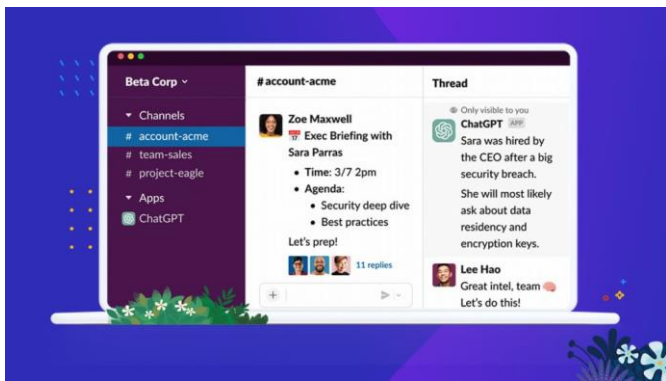 Beta Corp
Channels
# account-acme
# team-sales
# project-eagle
Apps
ChatGPT
# account-acme
Zoe Maxwell
📅 Exec Briefing with
Sara Parras
• Time: 3/7 2pm
• Agenda:
• Security deep dive
• Best practices
Let's prep!
11 replies
Thread
Only visible to you
ChatGPT APP
Sara was hired by
the CEO after a big
security breach.
She will most likely
ask about data
residency and
encryption keys.
Lee Hao
Great intel, team 🧠
Let's do this!